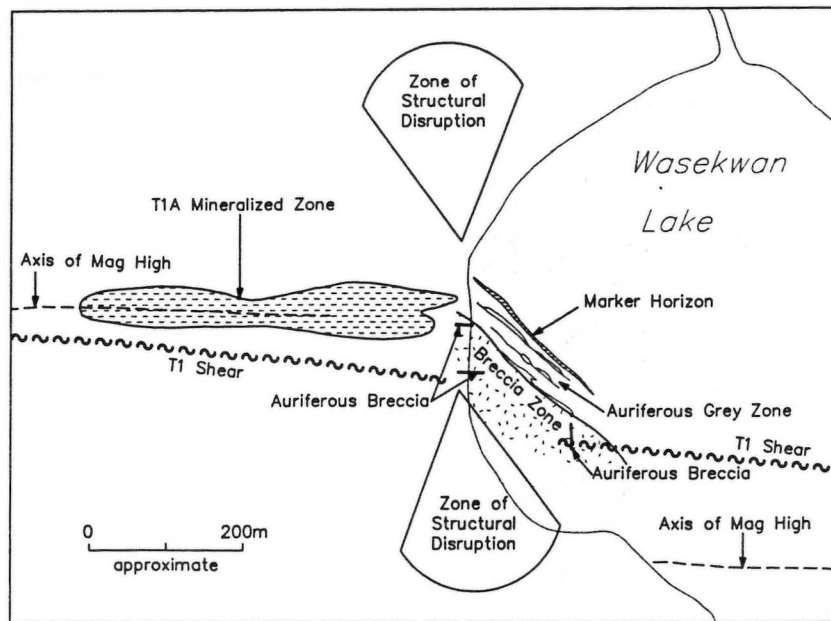 Zone of
Structural
Disruption
Wasekwan
Lake
T1A Mineralized Zone
Axis of Mag High
Marker Horizon
T1 Shear
Breccia Zone
Auriferous Breccia
Auriferous Grey Zone
T1 Shear
Auriferous Breccia
Zone of
Structural
Disruption
0 200m
approximate
Axis of Mag High